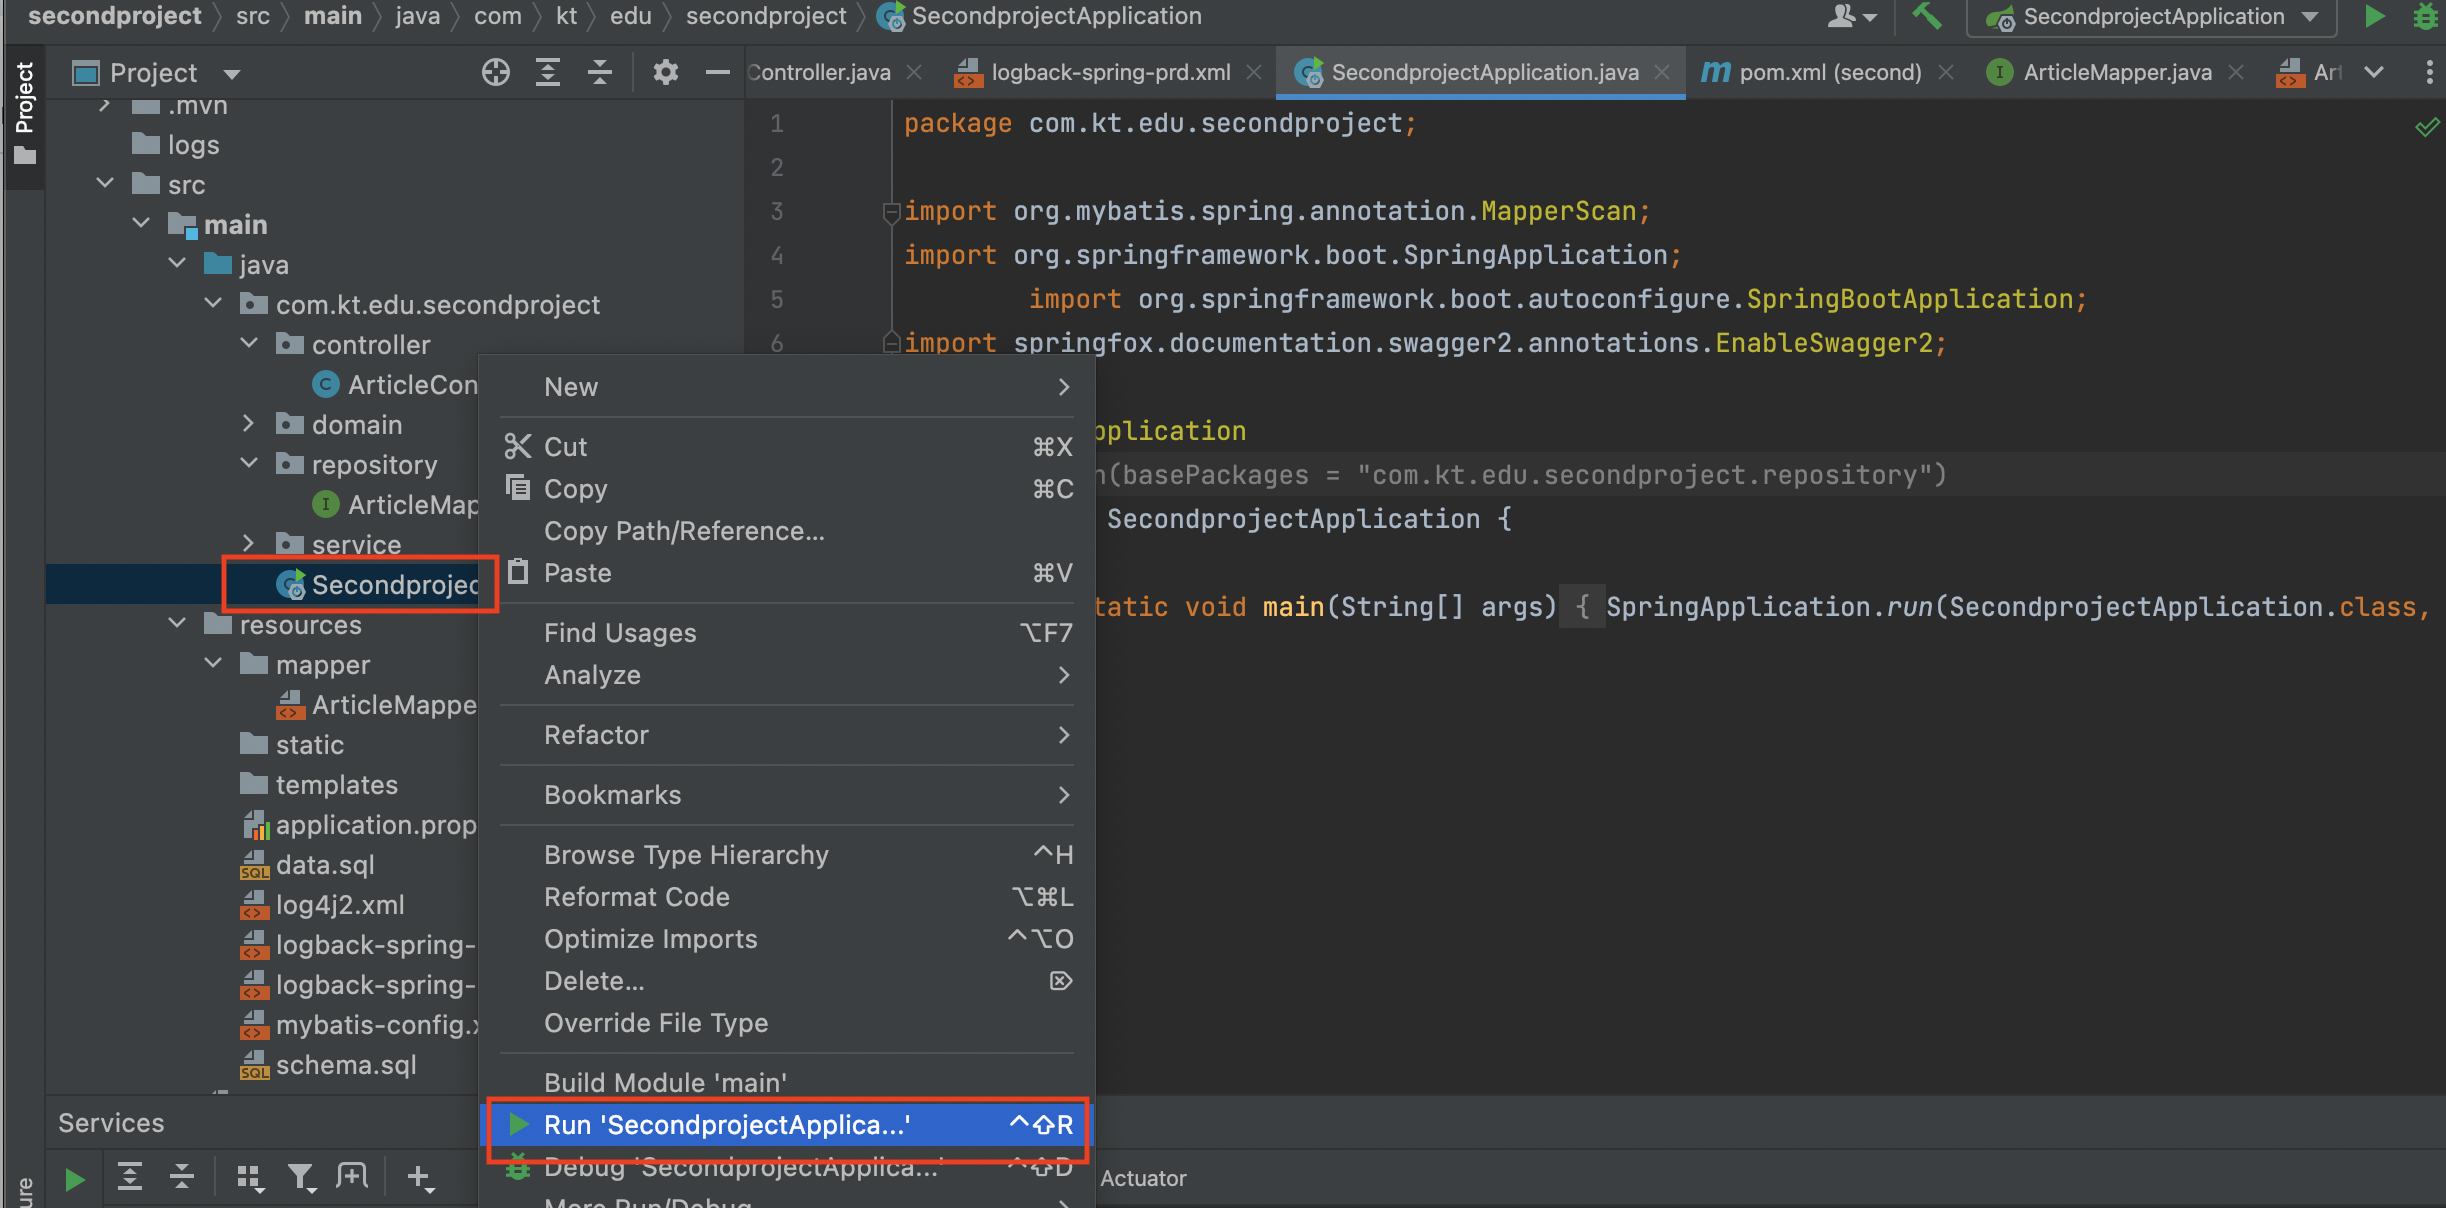 secondproject src main java com kt edu secondproject SecondprojectApplication
SecondprojectApplication
Project
Project
Controller.java
logback-spring-prd.xml
SecondprojectApplication.java
pom.xml (second)
ArticleMapper.java
Art
.mvn
logs
src
main
java
com.kt.edu.secondproject
controller
ArticleCon
domain
repository
ArticleMap
service
Secondprojec
resources
mapper
ArticleMappe
static
templates
application.prop
data.sql
log4j2.xml
logback-spring-
logback-spring-
mybatis-config.x
schema.sql
1 package com.kt.edu.secondproject;
2
3 import org.mybatis.spring.annotation.MapperScan;
4 import org.springframework.boot.SpringApplication;
5 import org.springframework.boot.autoconfigure.SpringBootApplication;
6 import springfox.documentation.swagger2.annotations.EnableSwagger2;
pplication
n(basePackages = "com.kt.edu.secondproject.repository")
SecondprojectApplication {
tatic void main(String[] args) { SpringApplication.run(SecondprojectApplication.class,
New
Cut ⌘X
Copy ⌘C
Copy Path/Reference...
Paste ⌘V
Find Usages ⌥F7
Analyze
Refactor
Bookmarks
Browse Type Hierarchy ^H
Reformat Code ⌥⌘L
Optimize Imports ^⌥O
Delete... ⌦
Override File Type
Build Module 'main'
Run 'SecondprojectApplica...' ^⇧R
Debug 'SecondprojectApplica...' ^⇧D
More Run/Debug
Services
Actuator
ure